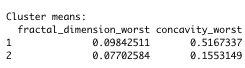 Cluster means:
fractal_dimension_worst concavity_worst
1 0.09842511 0.5167337
2 0.07702584 0.1553149